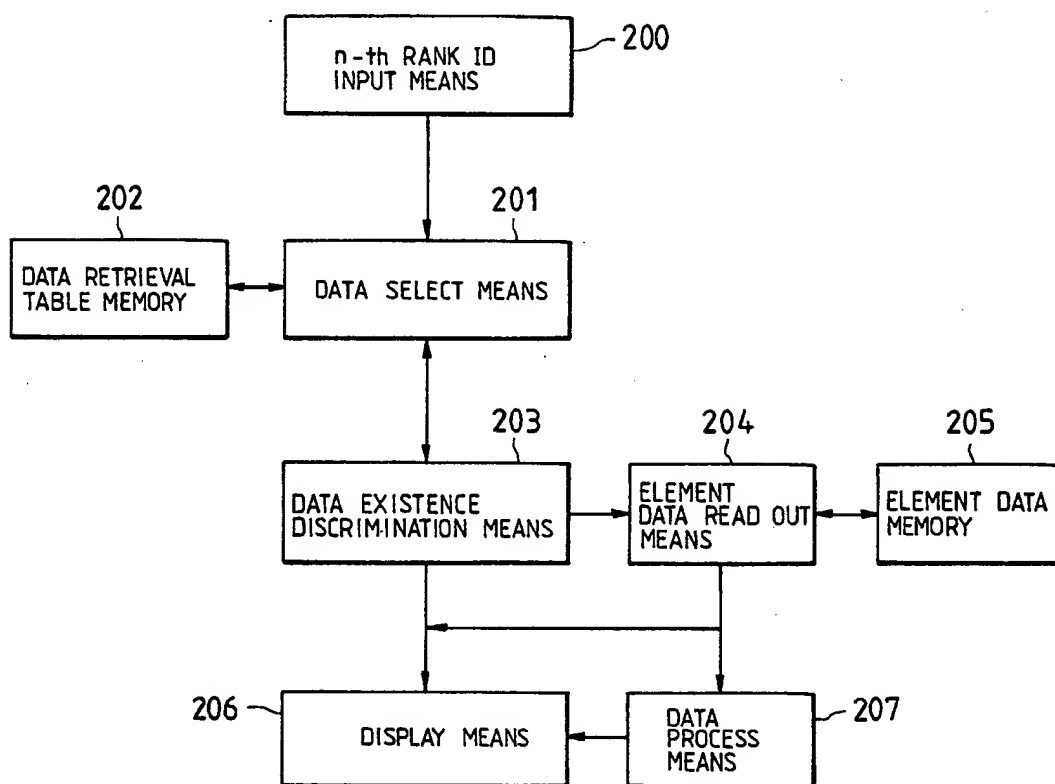 200
n-th RANK ID
INPUT MEANS
202
201
DATA RETRIEVAL
TABLE MEMORY
DATA SELECT MEANS
203
204
205
DATA EXISTENCE
DISCRIMINATION MEANS
ELEMENT
DATA READ OUT
MEANS
ELEMENT DATA
MEMORY
206
DISPLAY MEANS
DATA
PROCESS
MEANS
207